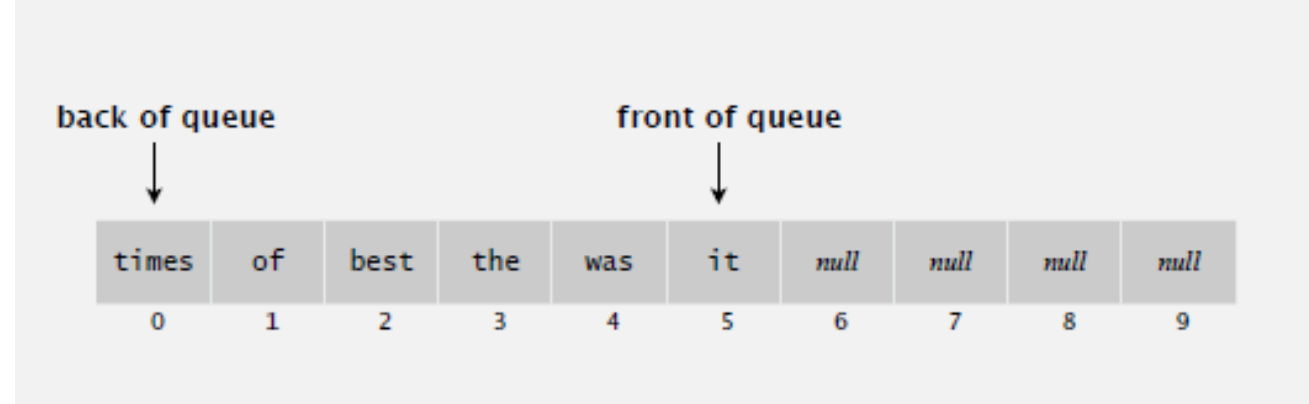 back of queue front of queue
times of best the was it null null null null
0 1 2 3 4 5 6 7 8 9